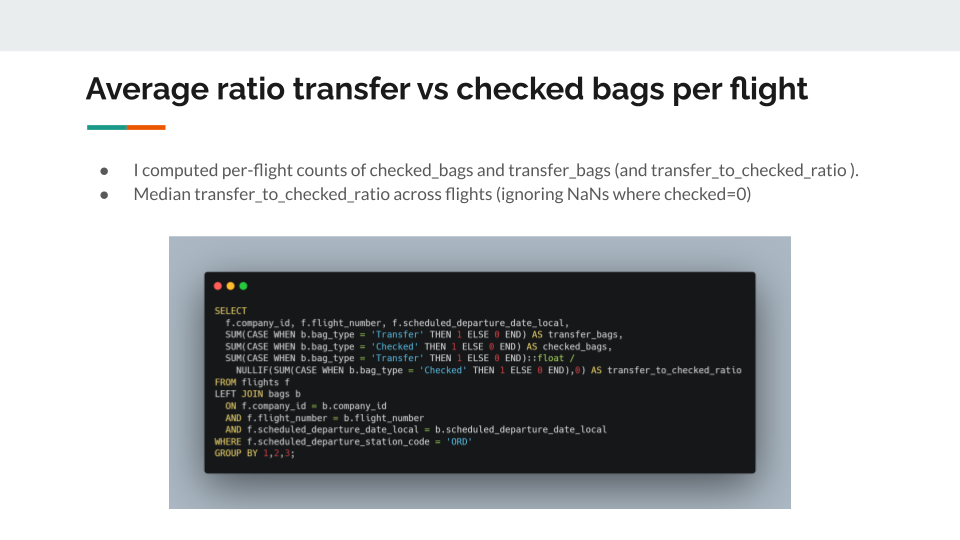 Average ratio transfer vs checked bags per flight
● I computed per-flight counts of checked_bags and transfer_bags (and transfer_to_checked_ratio ).
● Median transfer_to_checked_ratio across flights (ignoring NaNs where checked=0)
SELECT
  f.company_id, f.flight_number, f.scheduled_departure_date_local,
  SUM(CASE WHEN b.bag_type = 'Transfer' THEN 1 ELSE 0 END) AS transfer_bags,
  SUM(CASE WHEN b.bag_type = 'Checked' THEN 1 ELSE 0 END) AS checked_bags,
  SUM(CASE WHEN b.bag_type = 'Transfer' THEN 1 ELSE 0 END)::float /
    NULLIF(SUM(CASE WHEN b.bag_type = 'Checked' THEN 1 ELSE 0 END),0) AS transfer_to_checked_ratio
FROM flights f
LEFT JOIN bags b
  ON f.company_id = b.company_id
  AND f.flight_number = b.flight_number
  AND f.scheduled_departure_date_local = b.scheduled_departure_date_local
WHERE f.scheduled_departure_station_code = 'ORD'
GROUP BY 1,2,3;